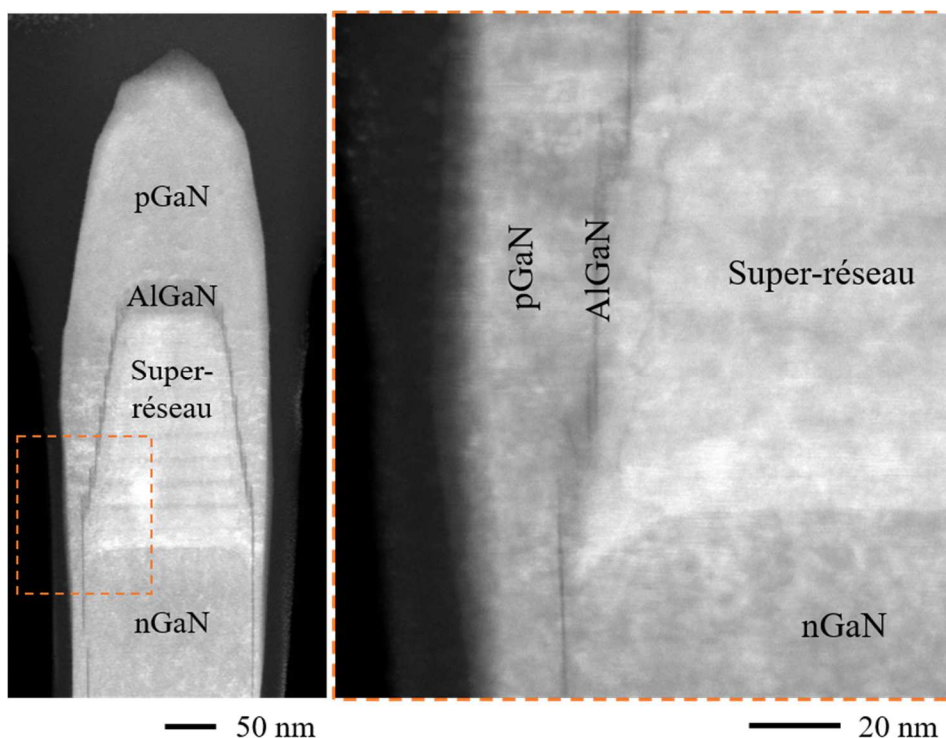 pGaN
AlGaN
Super-
réseau
nGaN
50 nm
pGaN
AlGaN
Super-réseau
nGaN
20 nm